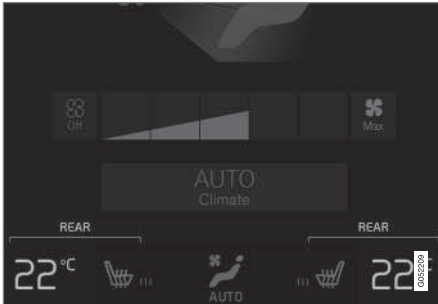 Off
Max
AUTO
Climate
REAR REAR
22°C 22
AUTO
G052209